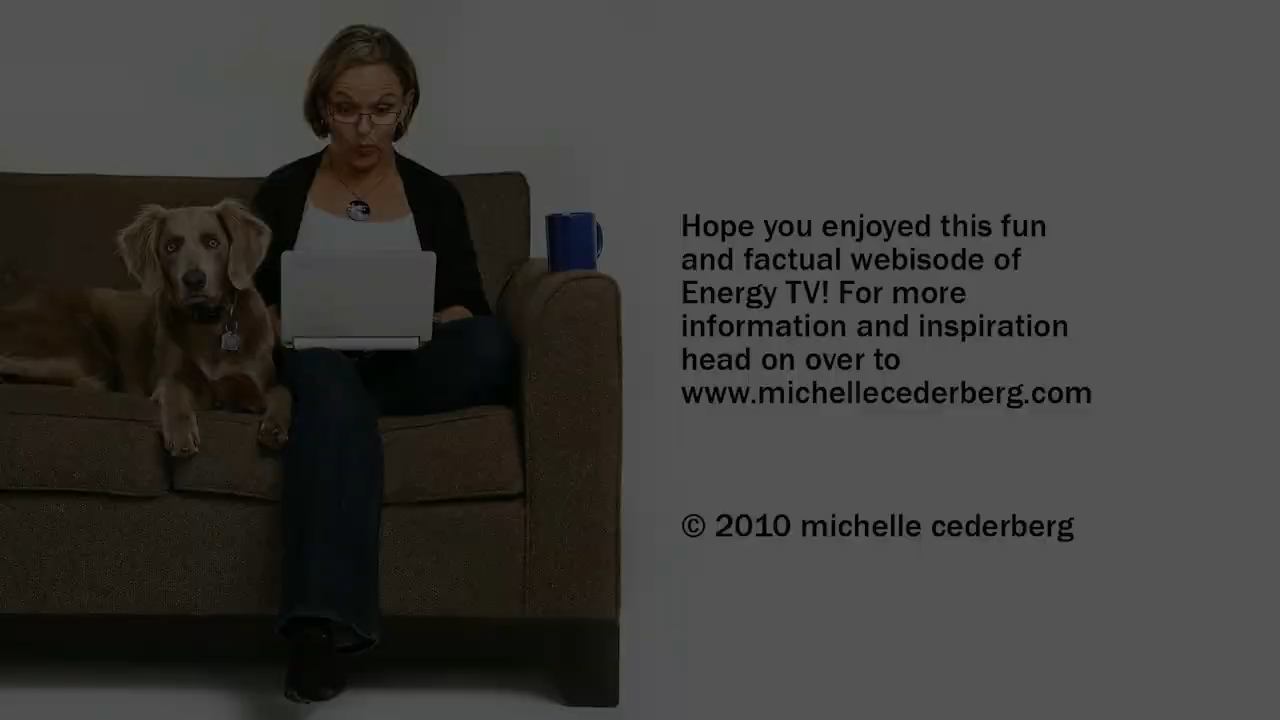 Hope you enjoyed this fun
and factual webisode of
Energy TV! For more
information and inspiration
head on over to
www.michellecederberg.com
© 2010 michelle cederberg